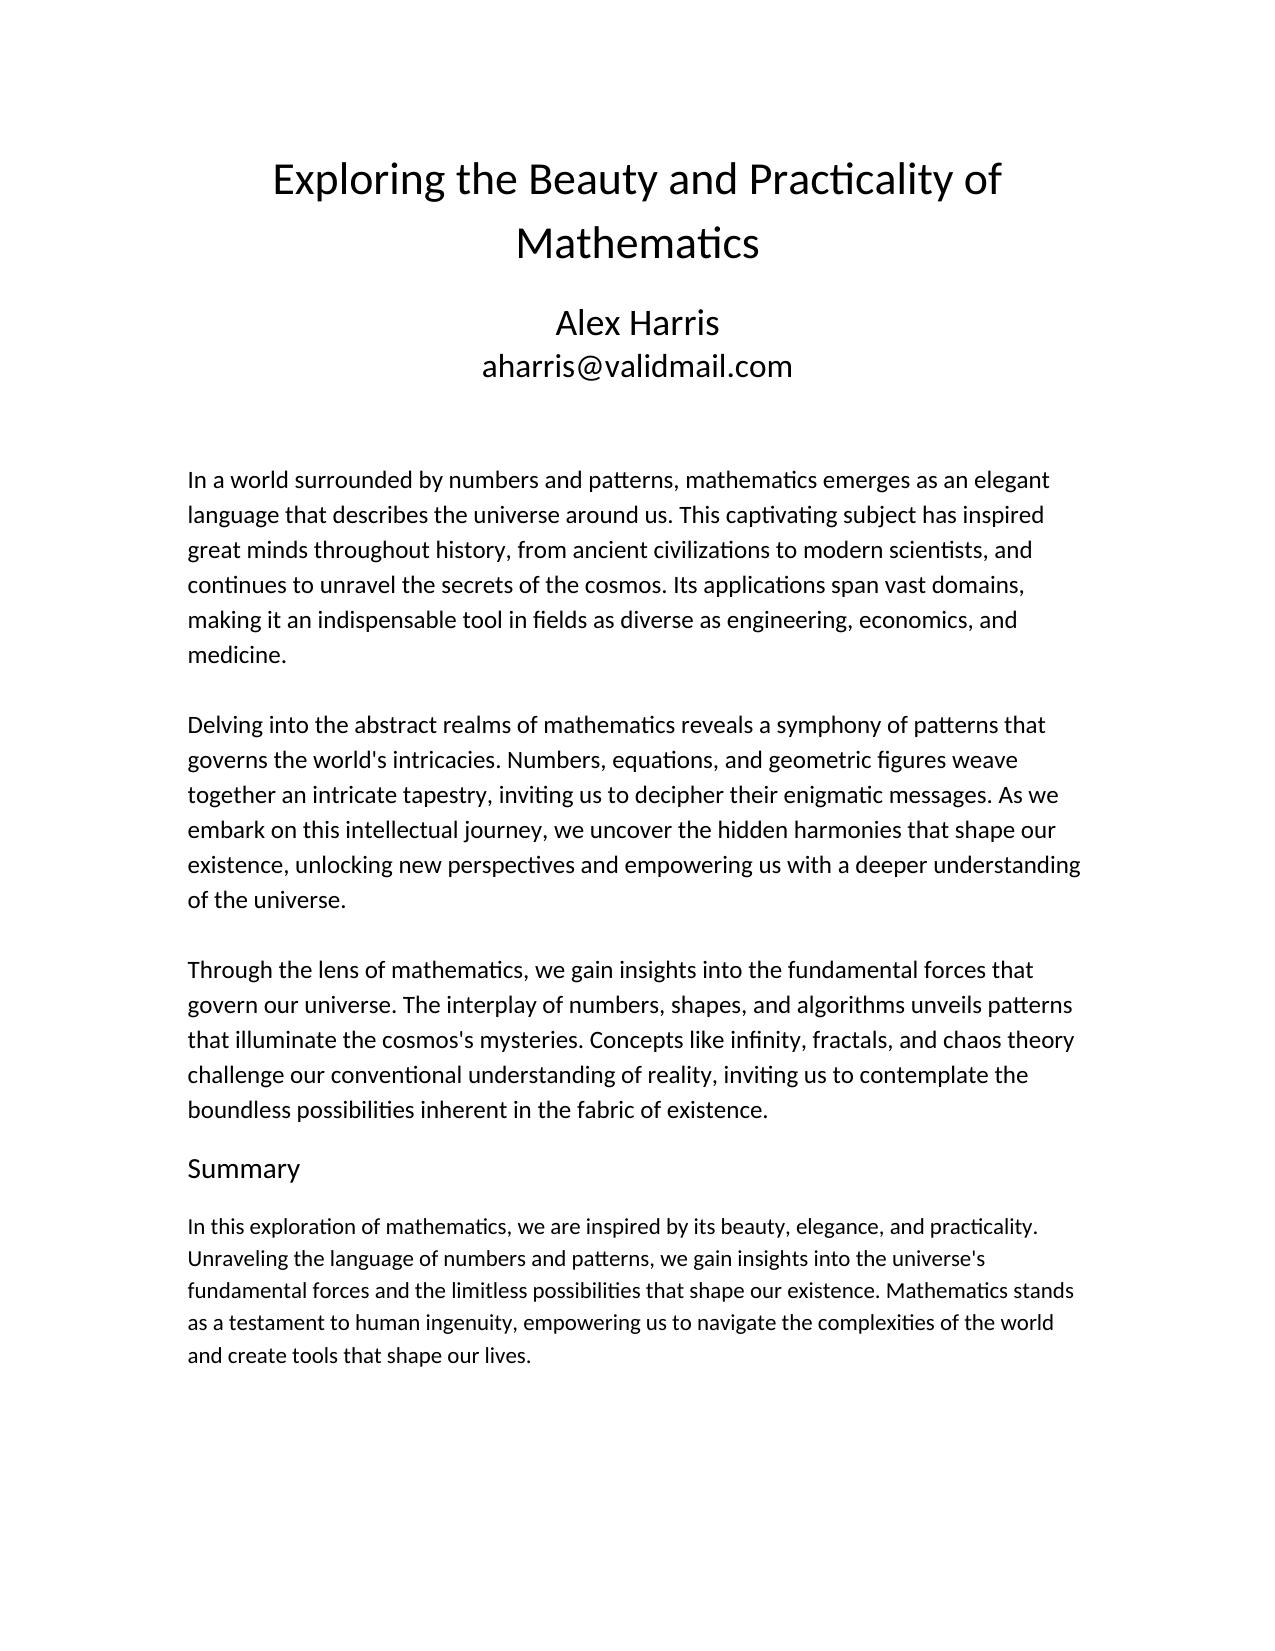 Exploring the Beauty and Practicality of
Mathematics
Alex Harris
aharris@validmail.com
In a world surrounded by numbers and patterns, mathematics emerges as an elegant
language that describes the universe around us. This captivating subject has inspired
great minds throughout history, from ancient civilizations to modern scientists, and
continues to unravel the secrets of the cosmos. Its applications span vast domains,
making it an indispensable tool in fields as diverse as engineering, economics, and
medicine.
Delving into the abstract realms of mathematics reveals a symphony of patterns that
governs the world's intricacies. Numbers, equations, and geometric figures weave
together an intricate tapestry, inviting us to decipher their enigmatic messages. As we
embark on this intellectual journey, we uncover the hidden harmonies that shape our
existence, unlocking new perspectives and empowering us with a deeper understanding
of the universe.
Through the lens of mathematics, we gain insights into the fundamental forces that
govern our universe. The interplay of numbers, shapes, and algorithms unveils patterns
that illuminate the cosmos's mysteries. Concepts like infinity, fractals, and chaos theory
challenge our conventional understanding of reality, inviting us to contemplate the
boundless possibilities inherent in the fabric of existence.
Summary
In this exploration of mathematics, we are inspired by its beauty, elegance, and practicality.
Unraveling the language of numbers and patterns, we gain insights into the universe's
fundamental forces and the limitless possibilities that shape our existence. Mathematics stands
as a testament to human ingenuity, empowering us to navigate the complexities of the world
and create tools that shape our lives.